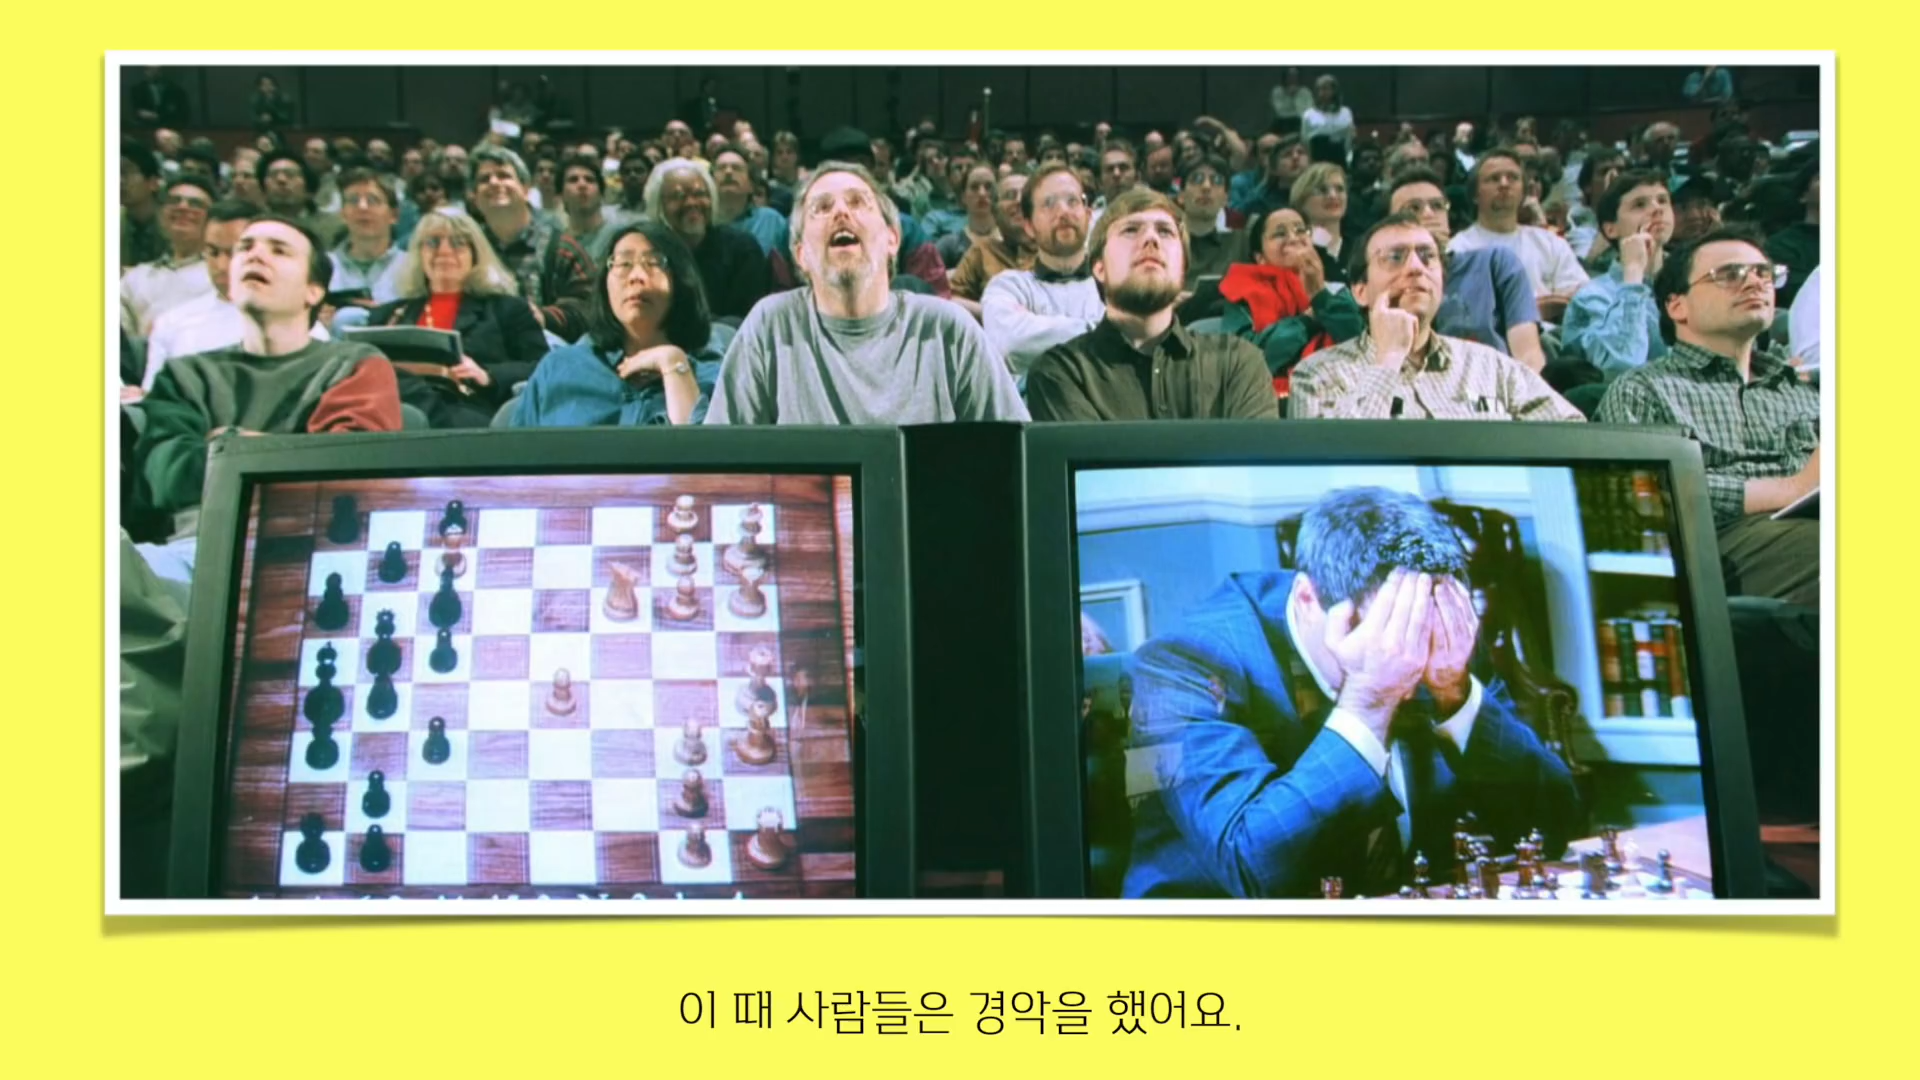 이 때 사람들은 경악을 했어요.